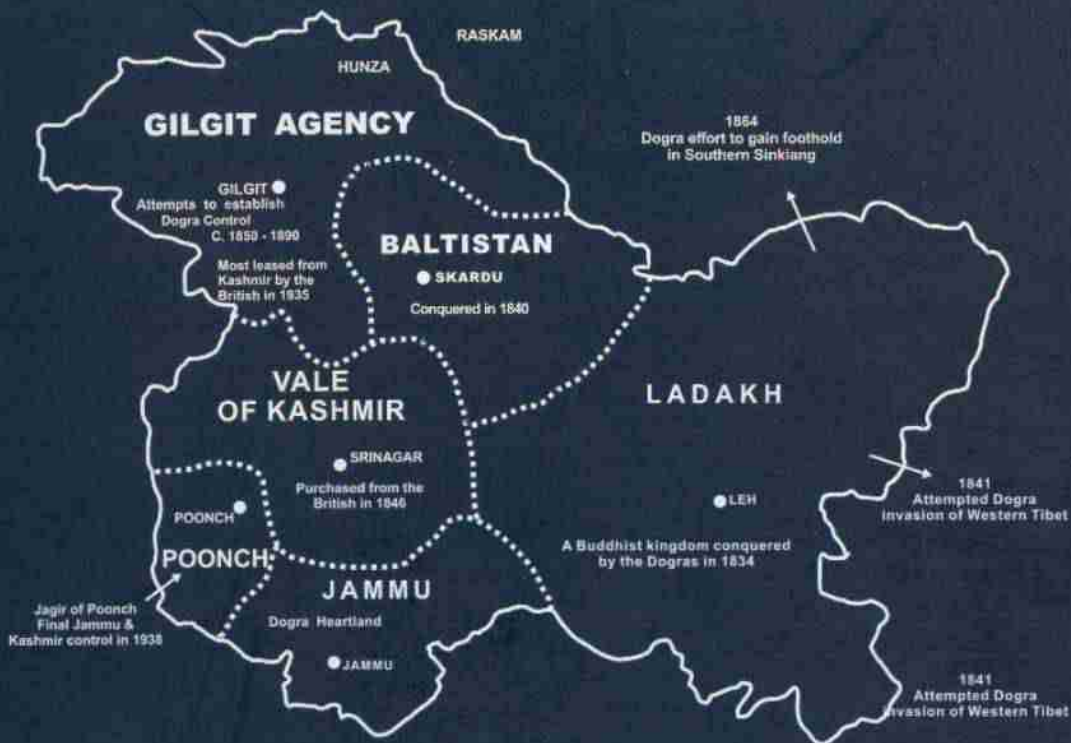 RASKAM
HUNZA
GILGIT AGENCY
1864
Dogra effort to gain foothold
in Southern Sinkiang
GILGIT
Attempts to establish
Dogra Control
C. 1850 - 1890
BALTISTAN
SKARDU
Most leased from
Kashmir by the
British in 1935
Conquered in 1840
VALE
OF KASHMIR
LADAKH
SRINAGAR
Purchased from the
British in 1846
POONCH
LEH
1841
Attempted Dogra
invasion of Western Tibet
A Buddhist kingdom conquered
by the Dogras in 1834
POONCH
JAMMU
Jagir of Poonch
Final Jammu &
Kashmir control in 1938
Dogra Heartland
JAMMU
1841
Attempted Dogra
invasion of Western Tibet